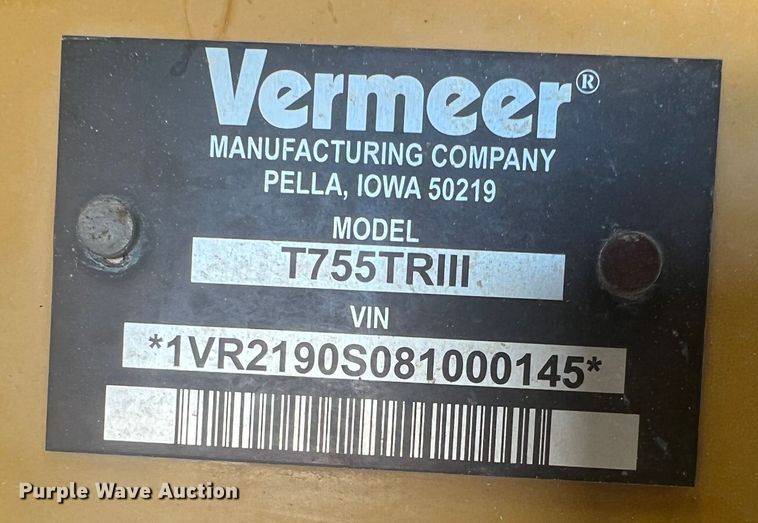 Vermeer®
MANUFACTURING COMPANY
PELLA, IOWA 50219
MODEL
T755TRIII
VIN
*1VR2190S081000145*
Purple Wave Auction